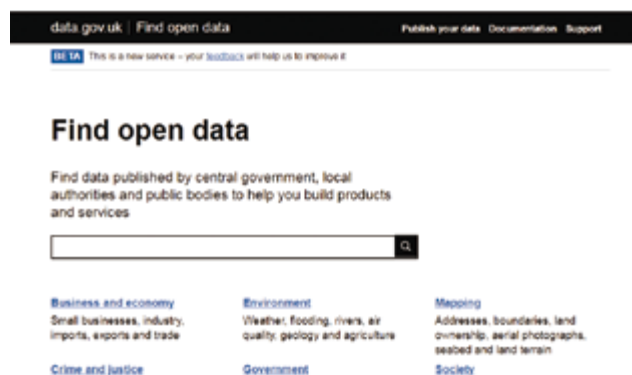 data.gov.uk | Find open data
Publish your data Documentation Support
BETA This is a new service – your feedback will help us to improve it
Find open data
Find data published by central government, local
authorities and public bodies to help you build products
and services
Business and economy
Small businesses, industry,
imports, exports and trade
Environment
Weather, flooding, rivers, air
quality, geology and agriculture
Mapping
Addresses, boundaries, land
ownership, aerial photographs,
seabed and land terrain
Crime and justice
Government
Society